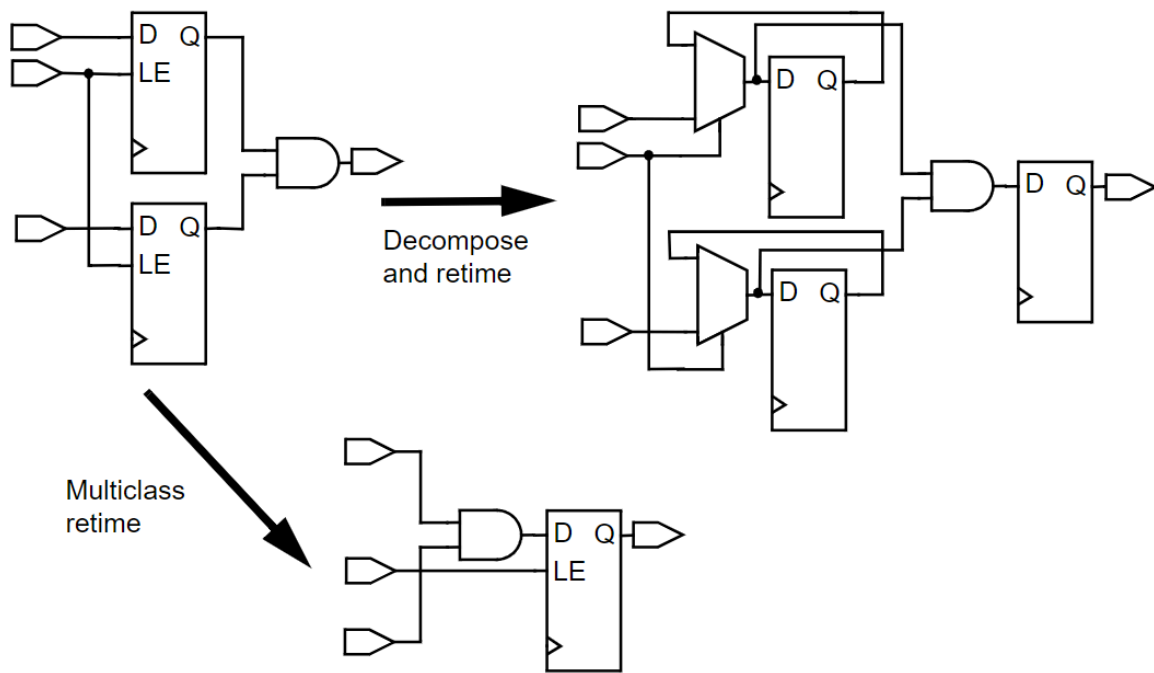 D Q
LE
D Q
LE
D Q
D Q
D Q
Decompose
and retime
Multiclass
retime
D Q
LE